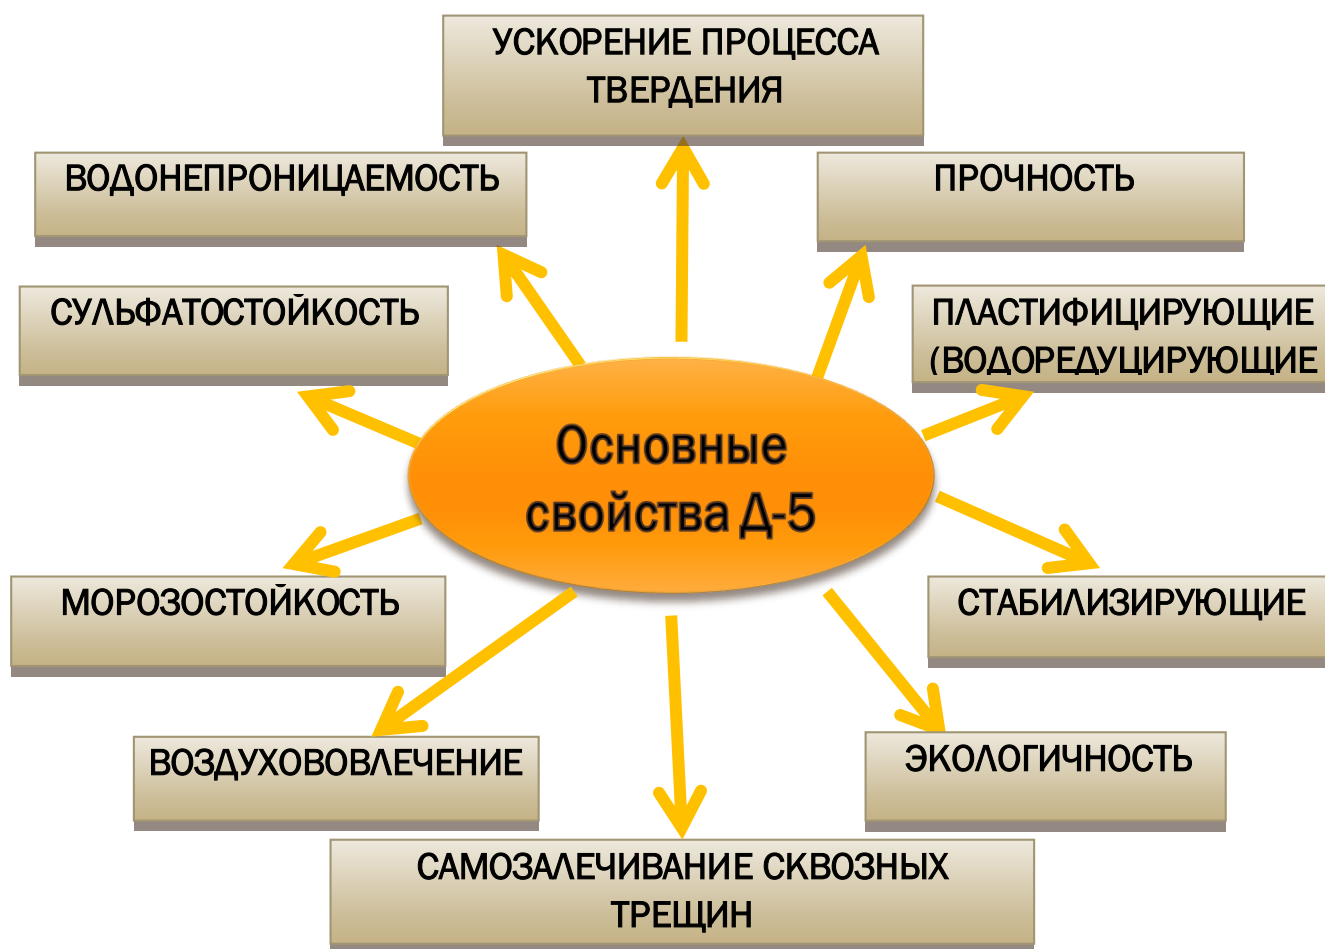 УСКОРЕНИЕ ПРОЦЕССА
ТВЕРДЕНИЯ
ВОДОНЕПРОНИЦАЕМОСТЬ
ПРОЧНОСТЬ
СУЛЬФАТОСТОЙКОСТЬ
ПЛАСТИФИЦИРУЮЩИЕ
(ВОДОРЕДУЦИРУЮЩИЕ
Основные
свойства Д-5
МОРОЗОСТОЙКОСТЬ
СТАБИЛИЗИРУЮЩИЕ
ВОЗДУХОВОВЛЕЧЕНИЕ
ЭКОЛОГИЧНОСТЬ
САМОЗАЛЕЧИВАНИЕ СКВОЗНЫХ
ТРЕЩИН